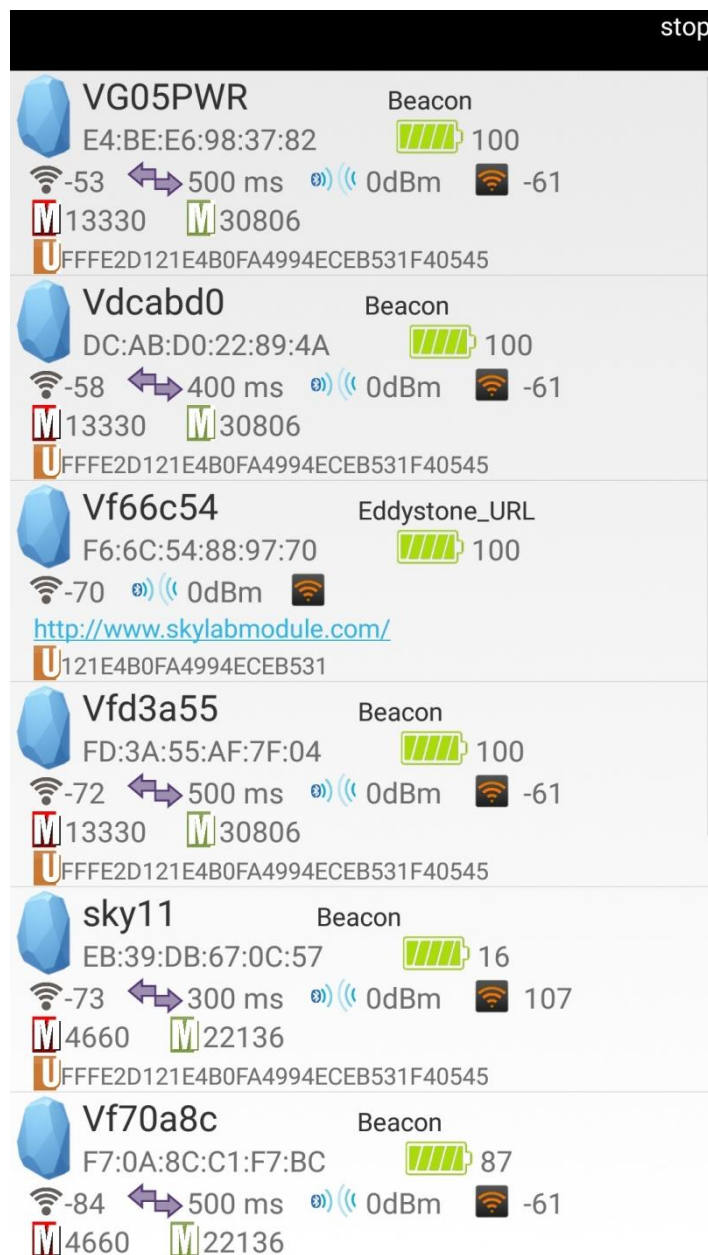 stop
VG05PWR Beacon
E4:BE:E6:98:37:82 100
-53 500 ms 0dBm -61
M 13330 M 30806
U FFFE2D121E4B0FA4994ECEB531F40545
Vdcabd0 Beacon
DC:AB:D0:22:89:4A 100
-58 400 ms 0dBm -61
M 13330 M 30806
U FFFE2D121E4B0FA4994ECEB531F40545
Vf66c54 Eddystone_URL
F6:6C:54:88:97:70 100
-70 0dBm
http://www.skylabmodule.com/
U 121E4B0FA4994ECEB531
Vfd3a55 Beacon
FD:3A:55:AF:7F:04 100
-72 500 ms 0dBm -61
M 13330 M 30806
U FFFE2D121E4B0FA4994ECEB531F40545
sky11 Beacon
EB:39:DB:67:0C:57 16
-73 300 ms 0dBm 107
M 4660 M 22136
U FFFE2D121E4B0FA4994ECEB531F40545
Vf70a8c Beacon
F7:0A:8C:C1:F7:BC 87
-84 500 ms 0dBm -61
M 4660 M 22136